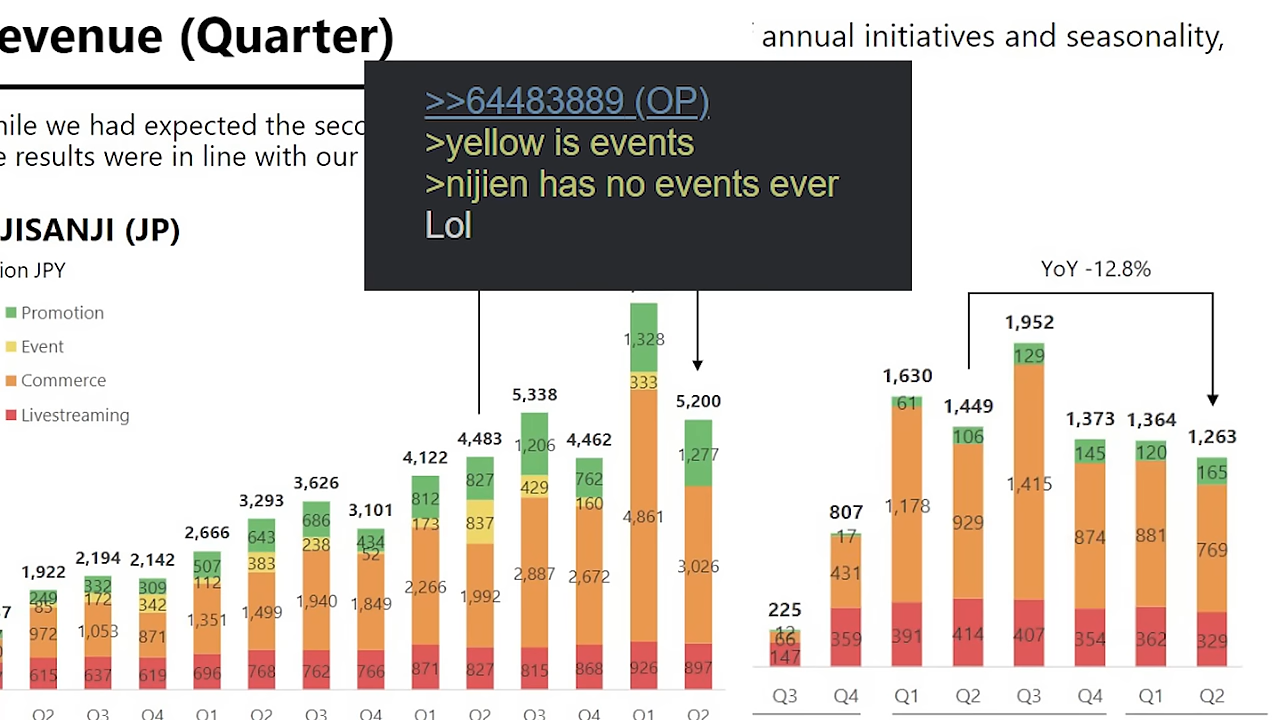 evenue (Quarter)
annual initiatives and seasonality,
>>64483889 (OP)
>yellow is events
>nijien has no events ever
Lol
hile we had expected the seco
e results were in line with our
JISANJI (JP)
ion JPY
Promotion
Event
Commerce
Livestreaming
1,922
249
85
972
615
Q2
2,194
332
172
1,053
637
Q3
2,142
309
342
871
619
Q4
2,666
507
112
1,351
696
Q1
3,293
643
383
1,499
768
Q2
3,626
686
238
1,940
762
Q3
3,101
434
52
1,849
766
Q4
4,122
812
173
2,266
871
Q1
4,483
827
837
1,992
827
Q2
5,338
1,206
429
2,887
815
Q3
4,462
762
160
2,672
868
Q4
1,328
333
4,861
926
Q1
5,200
1,277
3,026
897
Q2
YoY -12.8%
225
12
66
147
Q3
807
17
431
359
Q4
1,630
61
1,178
391
Q1
1,449
106
929
414
Q2
1,952
129
1,415
407
Q3
1,373
145
874
354
Q4
1,364
120
881
362
Q1
1,263
165
769
329
Q2